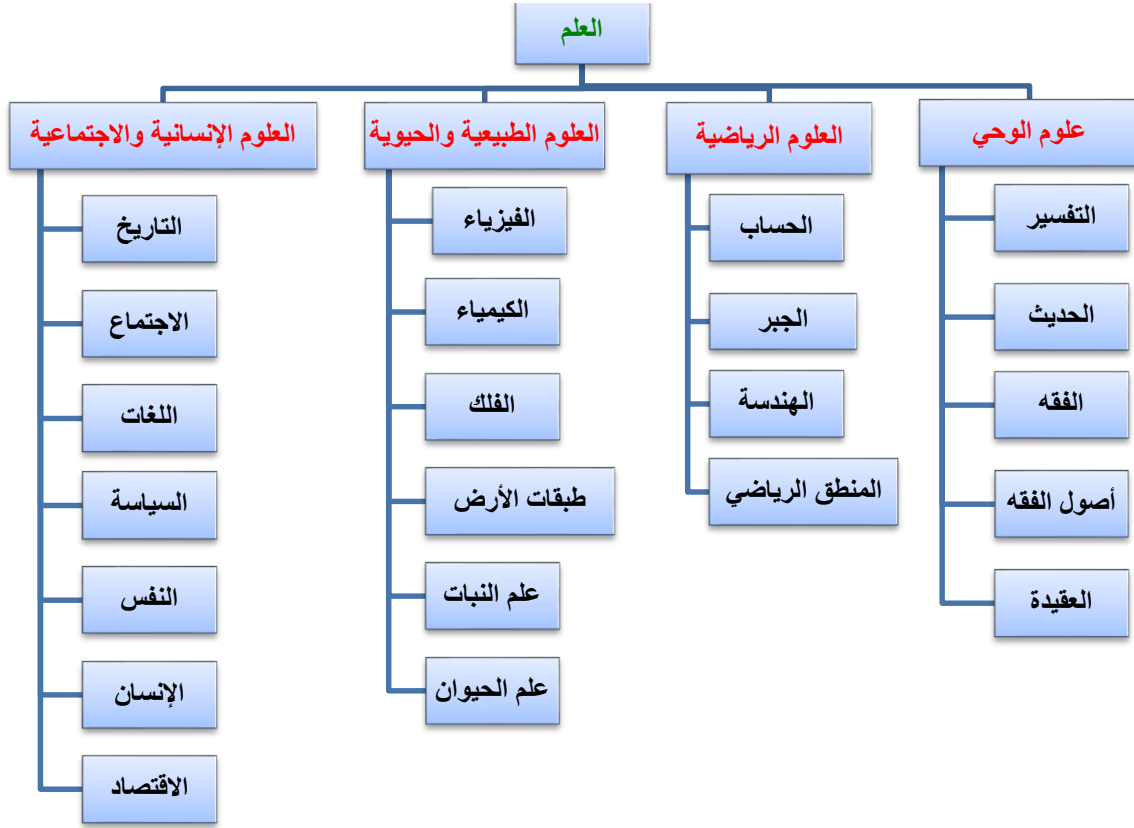 العلم
علوم الوحي
التفسير
الحديث
الفقه
أصول الفقه
العقيدة
العلوم الرياضية
الحساب
الجبر
الهندسة
المنطق الرياضي
العلوم الطبيعية والحيوية
الفيزياء
الكيمياء
الفلك
طبقات الأرض
علم النبات
علم الحيوان
العلوم الإنسانية والاجتماعية
التاريخ
الاجتماع
اللغات
السياسة
النفس
الإنسان
الاقتصاد